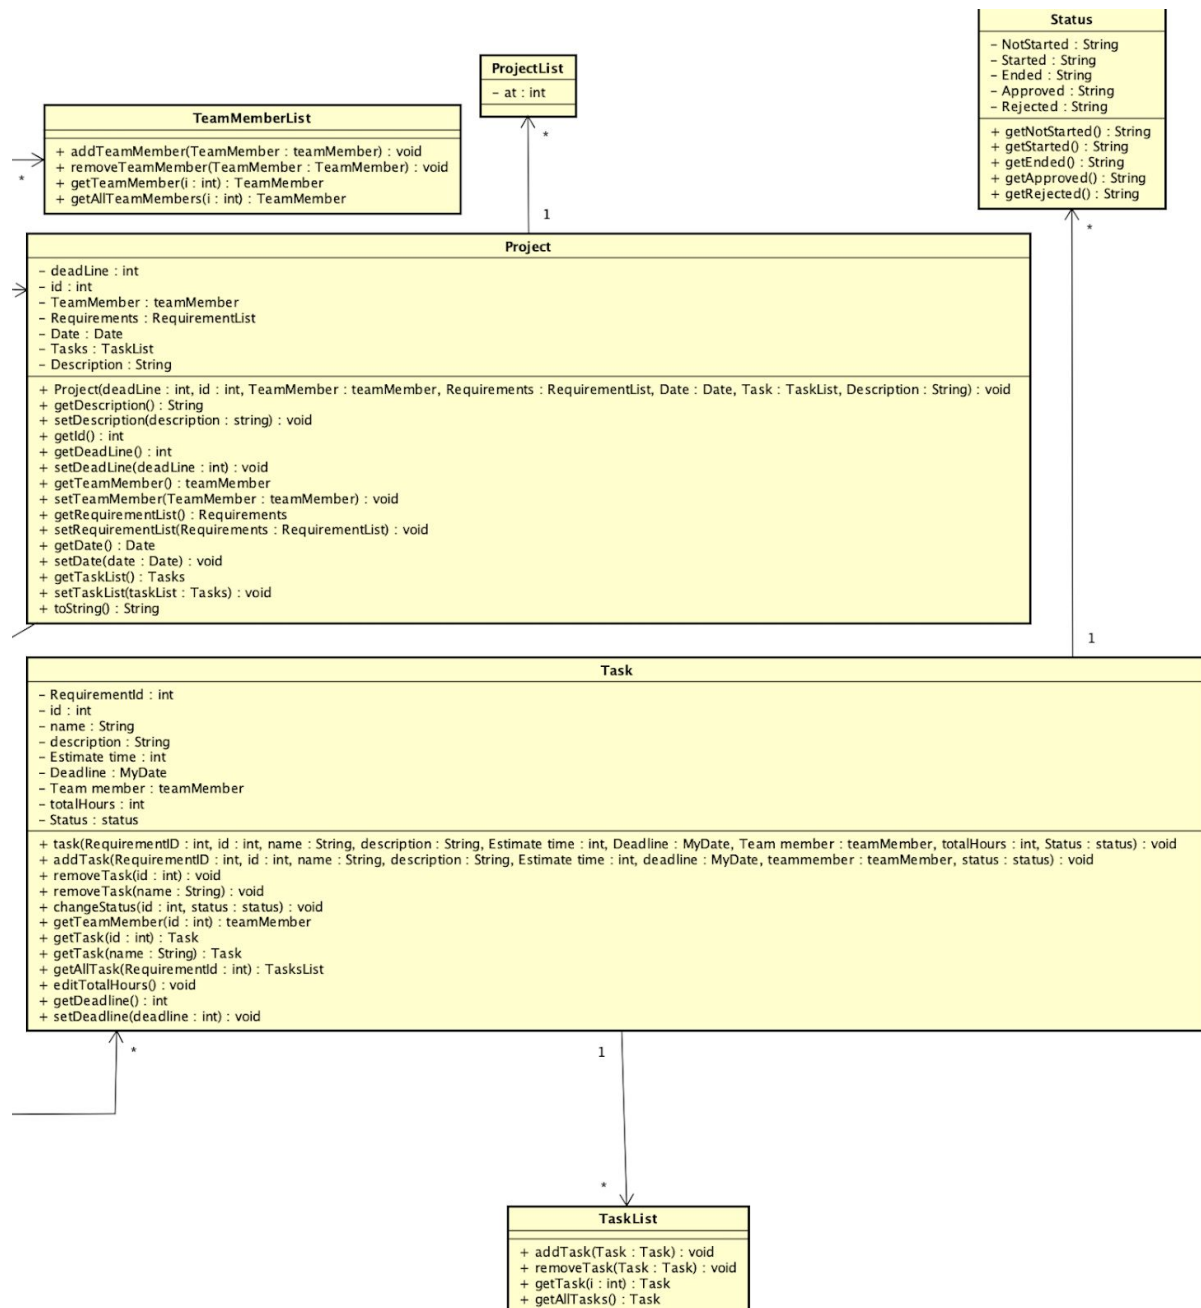 Status
- NotStarted : String
- Started : String
- Ended : String
- Approved : String
- Rejected : String
+ getNotStarted() : String
+ getStarted() : String
+ getEnded() : String
+ getApproved() : String
+ getRejected() : String
*
ProjectList
- at : int
*
1
TeamMemberList
+ addTeamMember(TeamMember : teamMember) : void
+ removeTeamMember(TeamMember : TeamMember) : void
+ getTeamMember(i : int) : TeamMember
+ getAllTeamMembers(i : int) : TeamMember
*
Project
- deadLine : int
- id : int
- TeamMember : teamMember
- Requirements : RequirementList
- Date : Date
- Tasks : TaskList
- Description : String
+ Project(deadLine : int, id : int, TeamMember : teamMember, Requirements : RequirementList, Date : Date, Task : TaskList, Description : String) : void
+ getDescription() : String
+ setDescription(description : string) : void
+ getId() : int
+ getDeadLine() : int
+ setDeadLine(deadLine : int) : void
+ getTeamMember() : teamMember
+ setTeamMember(TeamMember : teamMember) : void
+ getRequirementList() : Requirements
+ setRequirementList(Requirements : RequirementList) : void
+ getDate() : Date
+ setDate(date : Date) : void
+ getTaskList() : Tasks
+ setTaskList(taskList : Tasks) : void
+ toString() : String
1
Task
- RequirementId : int
- id : int
- name : String
- description : String
- Estimate time : int
- Deadline : MyDate
- Team member : teamMember
- totalHours : int
- Status : status
+ task(RequirementID : int, id : int, name : String, description : String, Estimate time : int, Deadline : MyDate, Team member : teamMember, totalHours : int, Status : status) : void
+ addTask(RequirementID : int, id : int, name : String, description : String, Estimate time : int, deadline : MyDate, teammember : teamMember, status : status) : void
+ removeTask(id : int) : void
+ removeTask(name : String) : void
+ changeStatus(id : int, status : status) : void
+ getTeamMember(id : int) : teamMember
+ getTask(id : int) : Task
+ getTask(name : String) : Task
+ getAllTask(RequirementId : int) : TasksList
+ editTotalHours() : void
+ getDeadline() : int
+ setDeadline(deadline : int) : void
*
1
*
TaskList
+ addTask(Task : Task) : void
+ removeTask(Task : Task) : void
+ getTask(i : int) : Task
+ getAllTasks() : Task